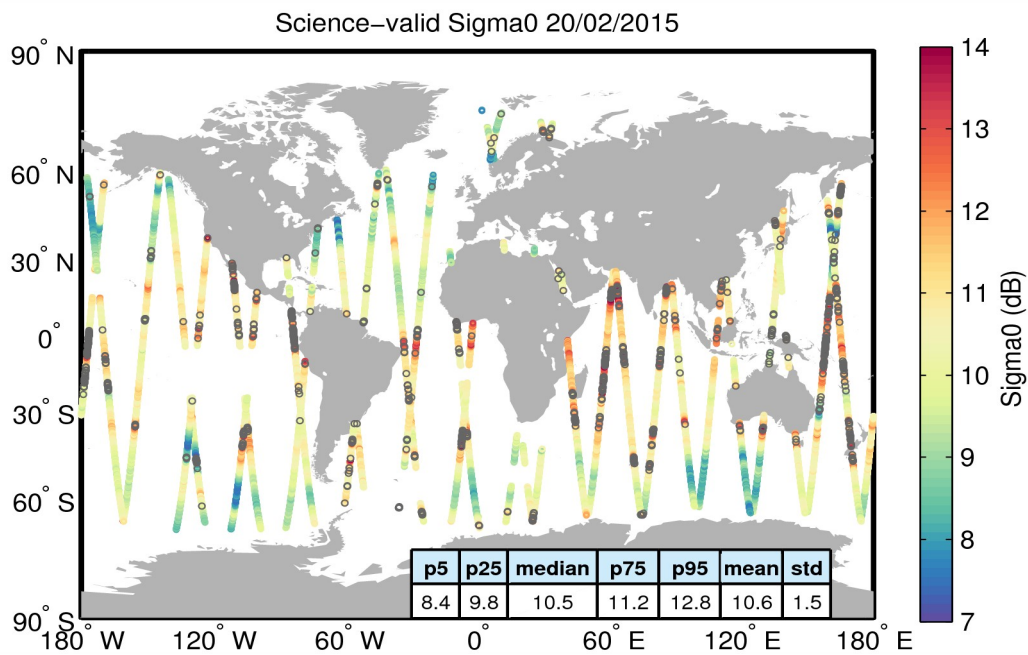 Science−valid Sigma0 20/02/2015
90° N
60° N
30° N
0°
30° S
60° S
90° S
180° W
120° W
60° W
0°
60° E
120° E
180° E
p5 p25 median p75 p95 mean std
8.4 9.8 10.5 11.2 12.8 10.6 1.5
14
13
12
11
10
9
8
7
Sigma0 (dB)